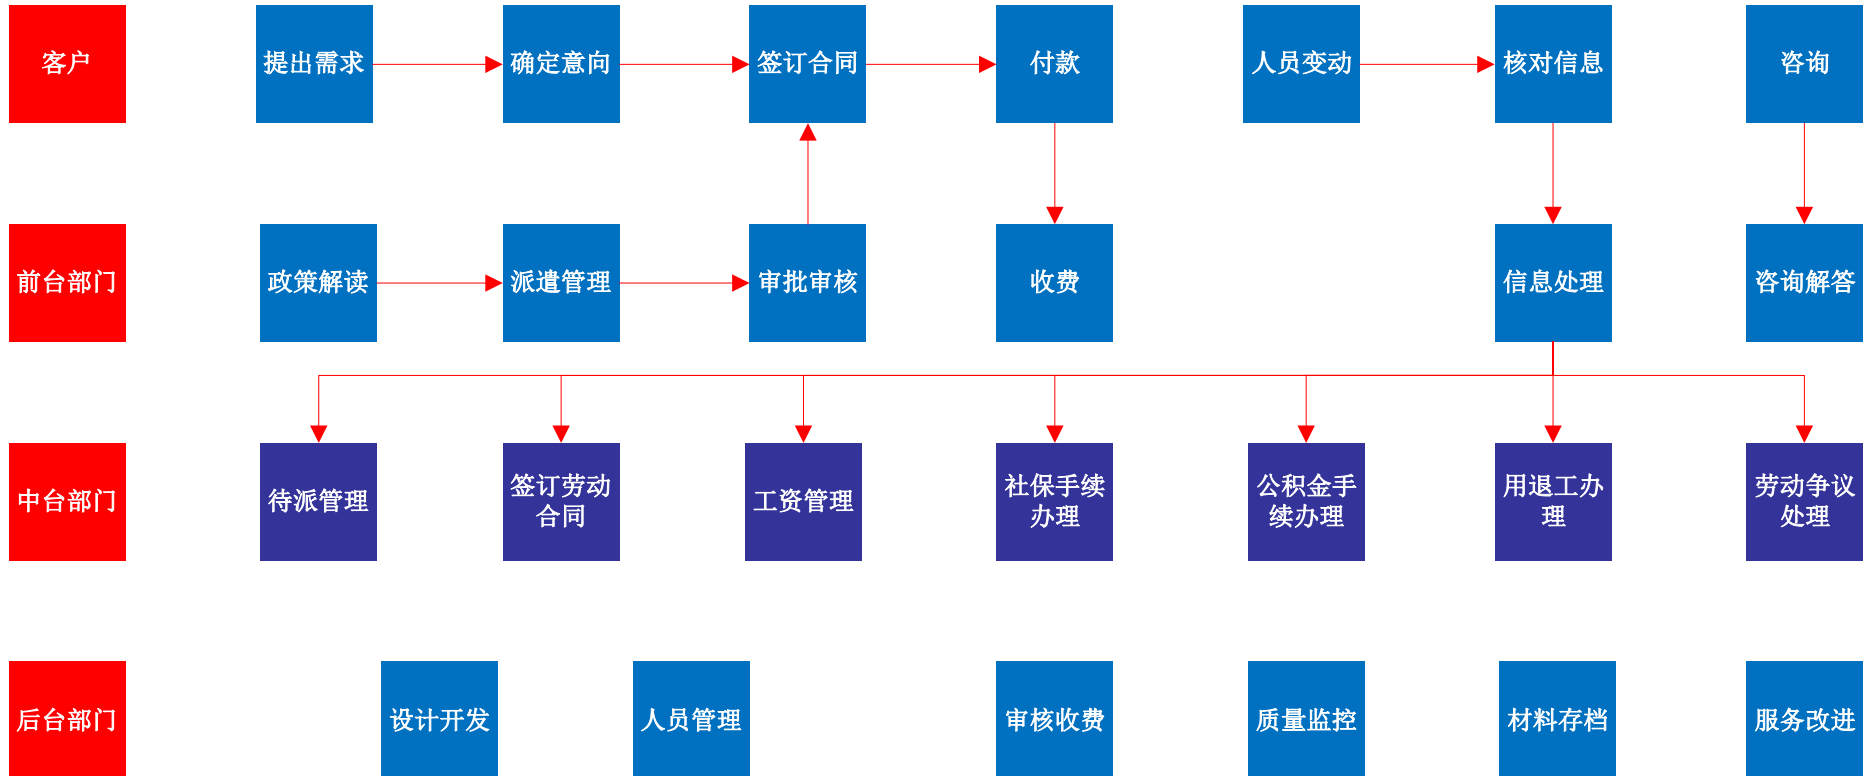 客户
提出需求
确定意向
签订合同
付款
人员变动
核对信息
咨询
前台部门
政策解读
派遣管理
审批审核
收费
信息处理
咨询解答
中台部门
待派管理
签订劳动
合同
工资管理
社保手续
办理
公积金手
续办理
用退工办
理
劳动争议
处理
后台部门
设计开发
人员管理
审核收费
质量监控
材料存档
服务改进